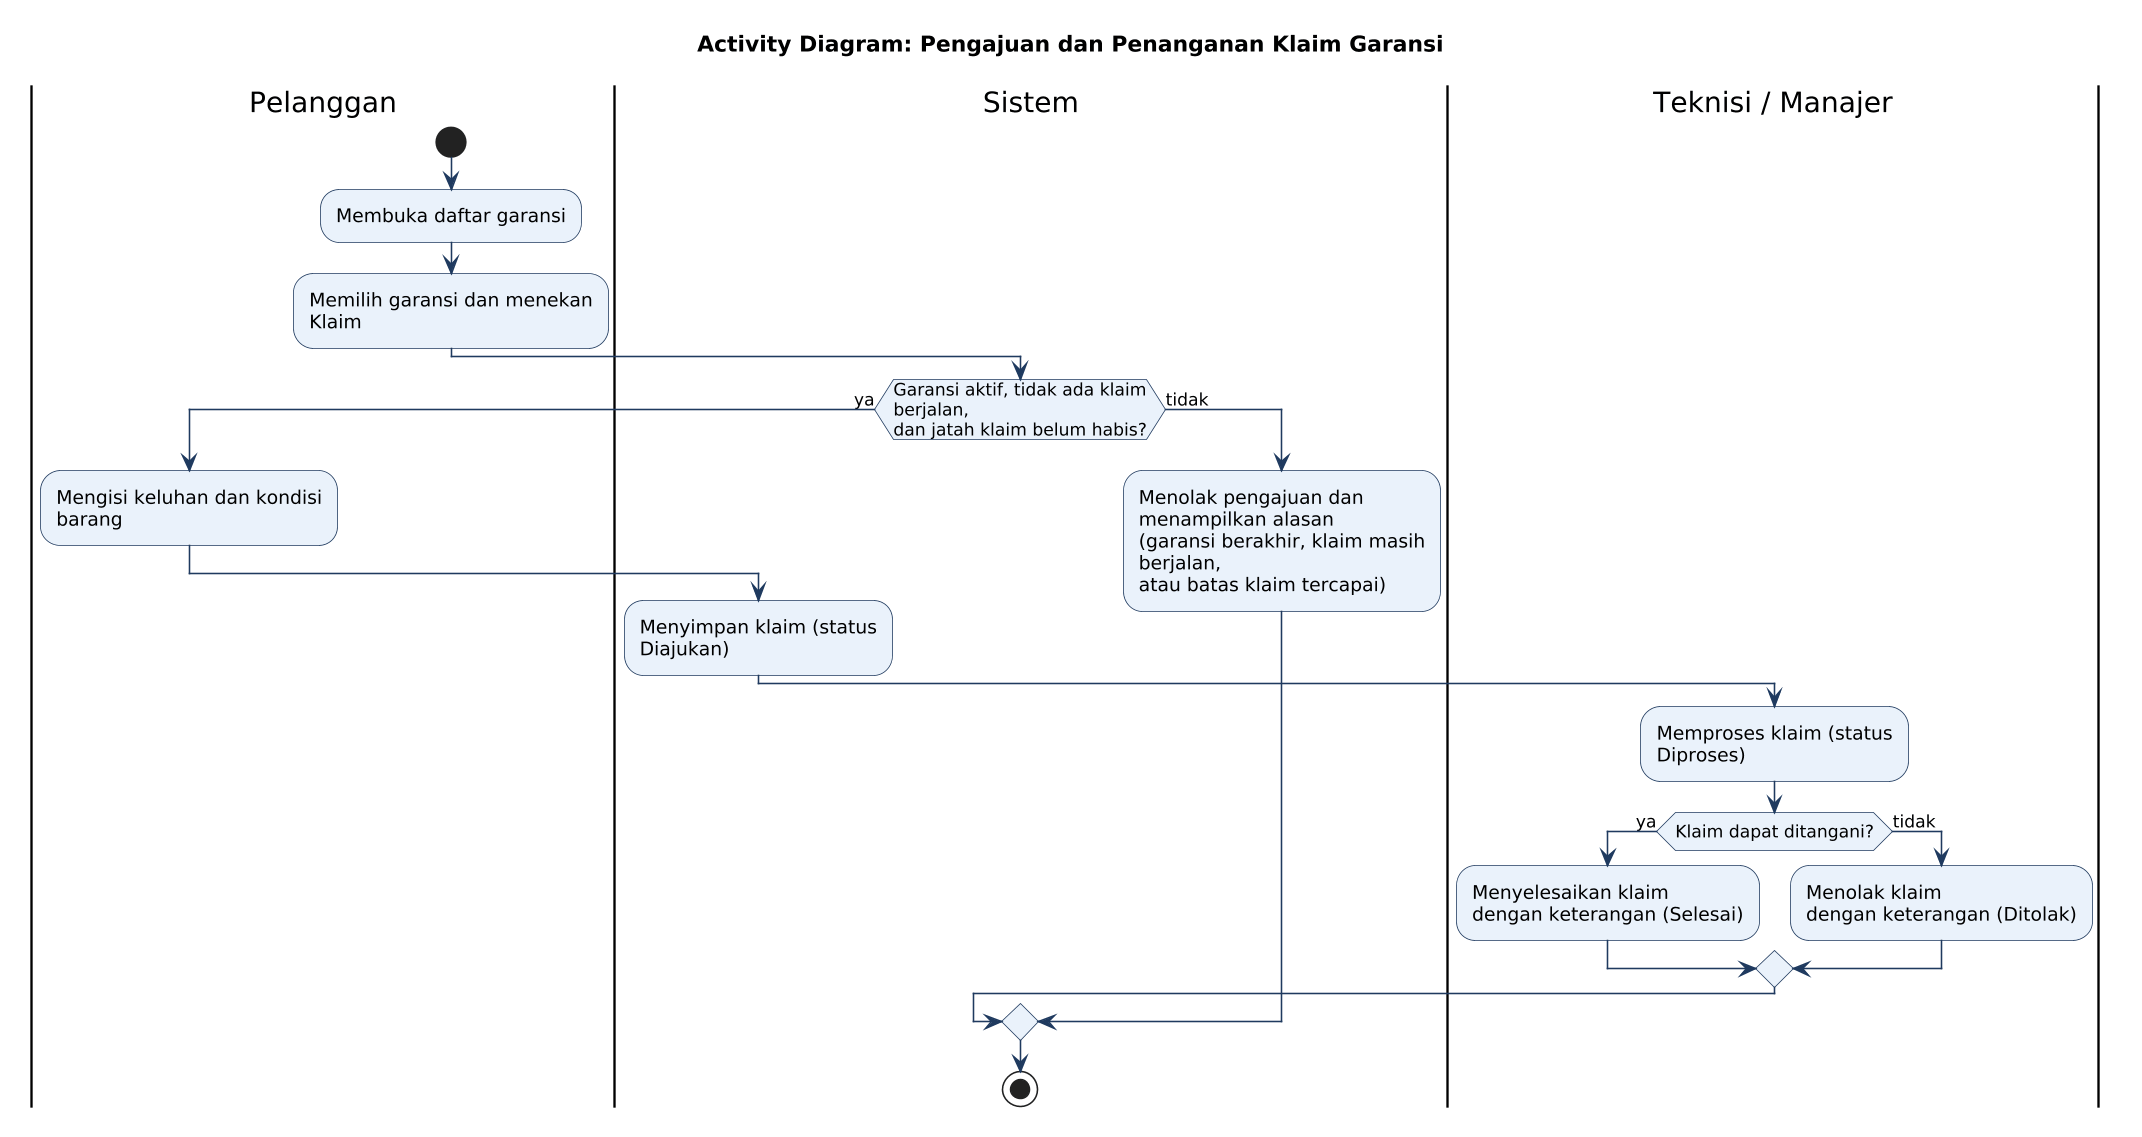 Activity Diagram: Pengajuan dan Penanganan Klaim Garansi
Pelanggan
Sistem
Teknisi / Manajer
Membuka daftar garansi
Memilih garansi dan menekan
Klaim
Garansi aktif, tidak ada klaim
berjalan,
dan jatah klaim belum habis?
ya
tidak
Mengisi keluhan dan kondisi
barang
Menolak pengajuan dan
menampilkan alasan
(garansi berakhir, klaim masih
berjalan,
atau batas klaim tercapai)
Menyimpan klaim (status
Diajukan)
Memproses klaim (status
Diproses)
Klaim dapat ditangani?
ya
tidak
Menyelesaikan klaim
dengan keterangan (Selesai)
Menolak klaim
dengan keterangan (Ditolak)